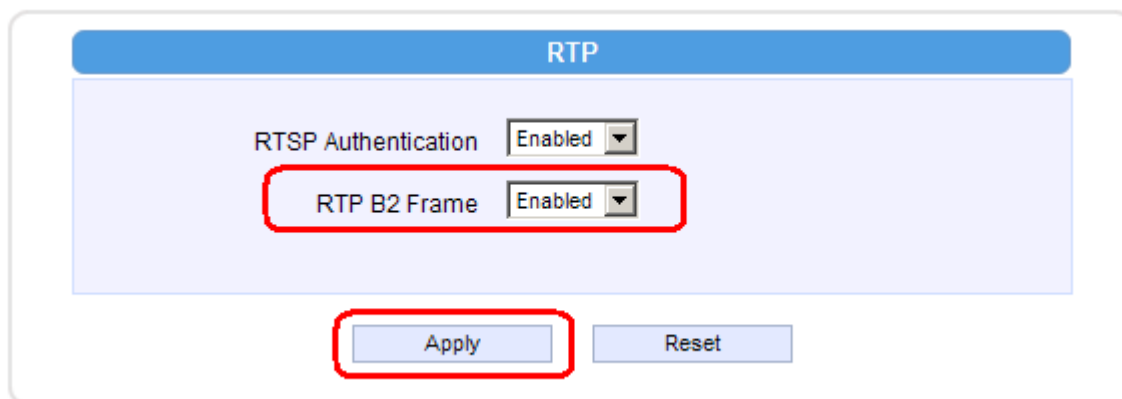 RTP
RTSP Authentication Enabled
RTP B2 Frame Enabled
Apply Reset